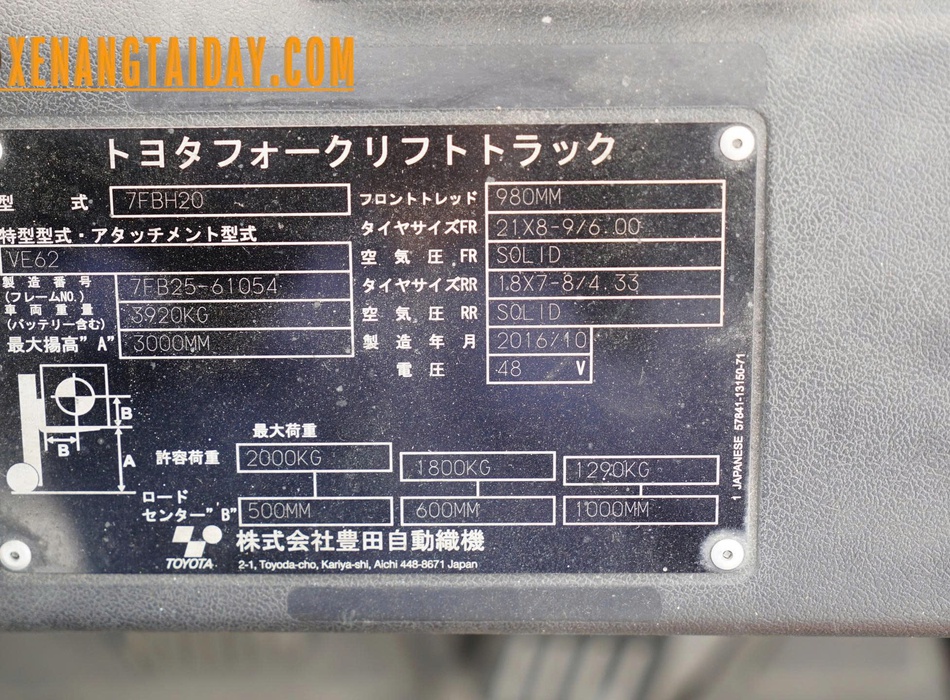 XENANGTAIDAY.COM
トヨタフォークリフトトラック
型 式 7FBH20
特型型式・アタッチメント型式
VE62
製造番号
(フレームNO.) 7FB25-61054
車両重量
(バッテリー含む) 3920KG
最大揚高"A" 3000MM
フロントトレッド 980MM
タイヤサイズFR 21X8-9/6.00
空気圧 FR SOLID
タイヤサイズRR 18X7-8/4.33
空気圧 RR SOLID
製造年月 2016/10
電圧 48 V
B
B
A
最大荷重
許容荷重 2000KG 1800KG 1290KG
ロード
センター"B" 500MM 600MM 1000MM
TOYOTA
株式会社豊田自動織機
2-1, Toyoda-cho, Kariya-shi, Aichi 448-8671 Japan
1 JAPANESE 57841-13150-71